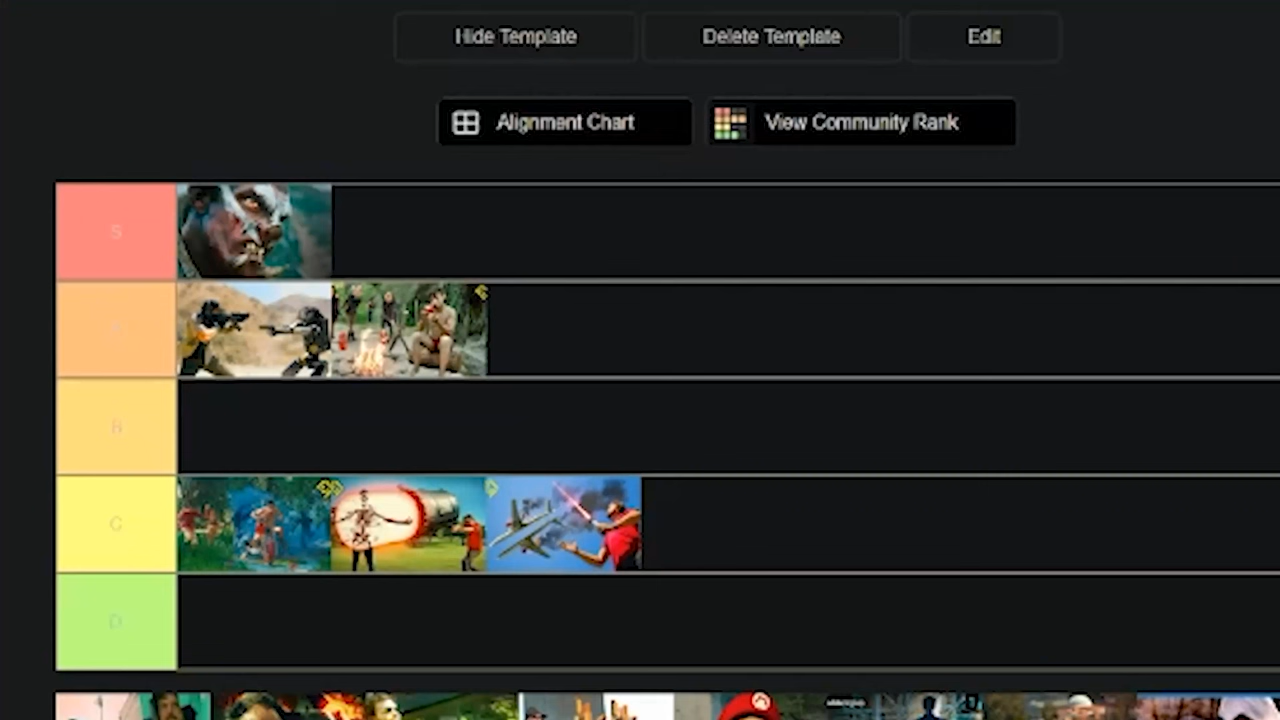 Hide Template Delete Template Edit
Alignment Chart View Community Rank
S
B
C
D